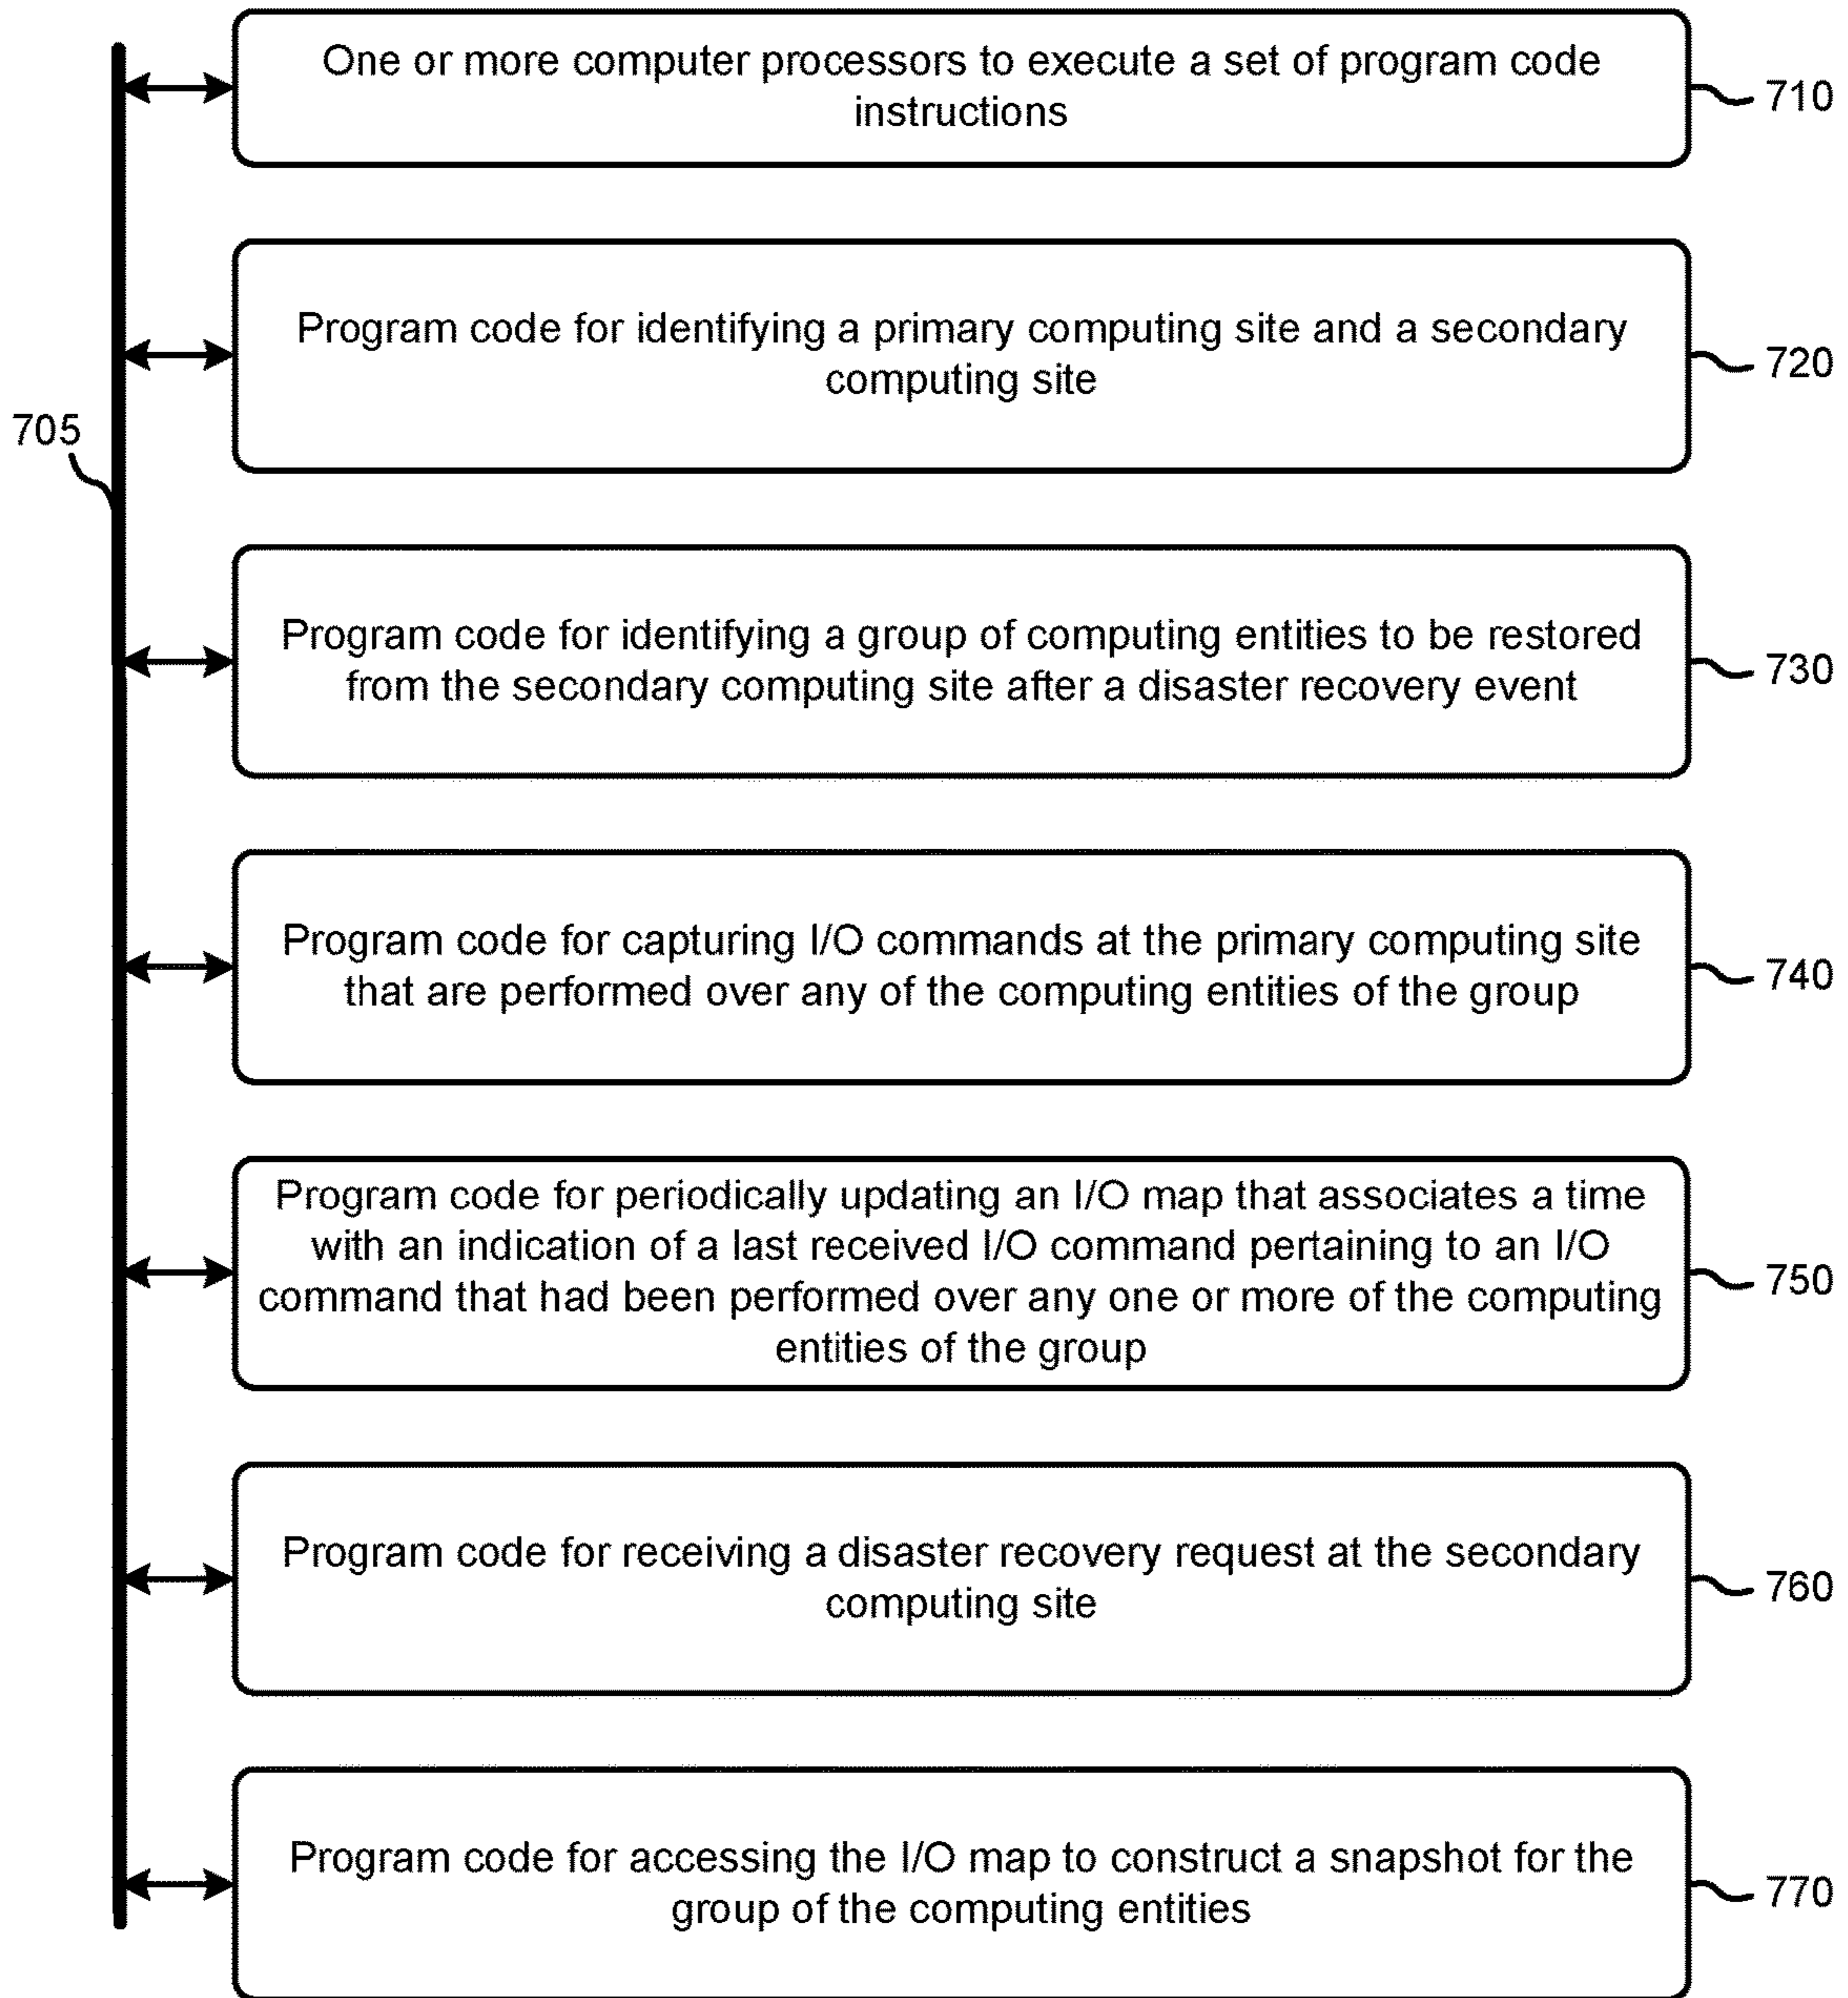 One or more computer processors to execute a set of program code
instructions
710
Program code for identifying a primary computing site and a secondary
computing site
720
705
Program code for identifying a group of computing entities to be restored
from the secondary computing site after a disaster recovery event
730
Program code for capturing I/O commands at the primary computing site
that are performed over any of the computing entities of the group
740
Program code for periodically updating an I/O map that associates a time
with an indication of a last received I/O command pertaining to an I/O
command that had been performed over any one or more of the computing
entities of the group
750
Program code for receiving a disaster recovery request at the secondary
computing site
760
Program code for accessing the I/O map to construct a snapshot for the
group of the computing entities
770